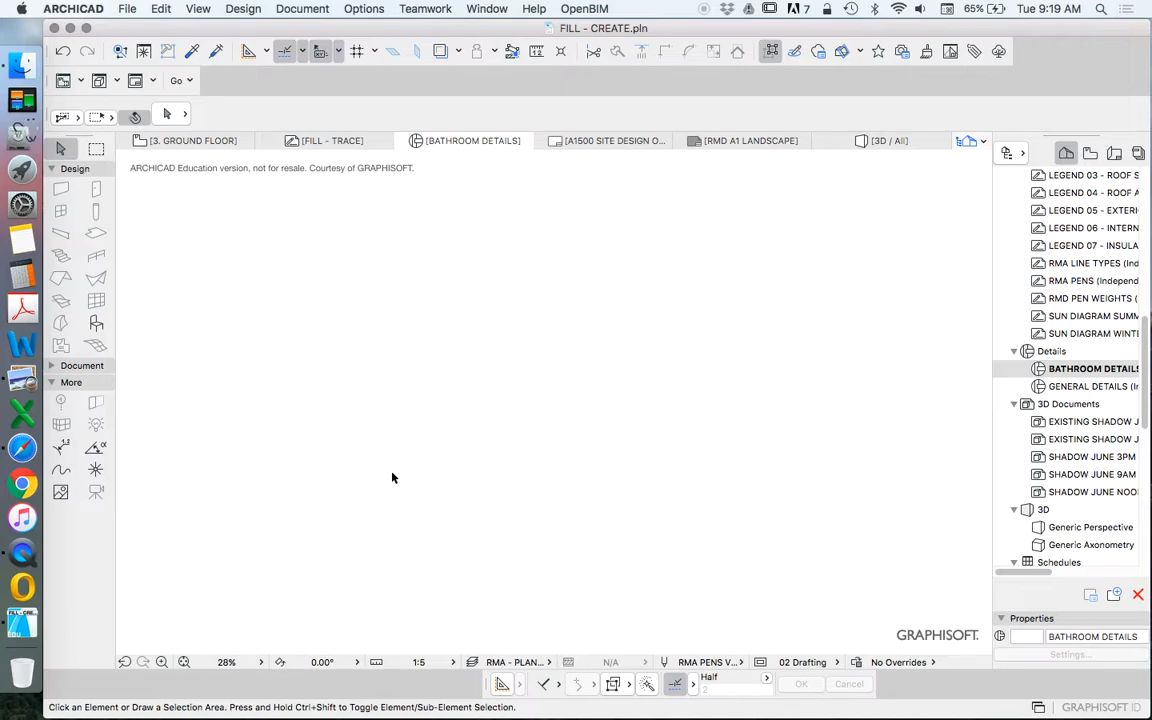 ARCHICAD File Edit View Design Document Options Teamwork Window Help OpenBIM 7 65% Tue 9:19 AM
FILL - CREATE.pln
Go
[3. GROUND FLOOR] [FILL - TRACE] [BATHROOM DETAILS] [A1500 SITE DESIGN O... [RMD A1 LANDSCAPE] [3D / All]
ARCHICAD Education version, not for resale. Courtesy of GRAPHISOFT.
Design
Document
More
LEGEND 03 - ROOF S
LEGEND 04 - ROOF A
LEGEND 05 - EXTERI
LEGEND 06 - INTERN
LEGEND 07 - INSULA
RMA LINE TYPES (Ind
RMA PENS (Independ
RMD PEN WEIGHTS (
SUN DIAGRAM SUMM
SUN DIAGRAM WINTE
Details
BATHROOM DETAILS
GENERAL DETAILS (I
3D Documents
EXISTING SHADOW J
EXISTING SHADOW J
SHADOW JUNE 3PM
SHADOW JUNE 9AM
SHADOW JUNE NOO
3D
Generic Perspective
Generic Axonometry
Schedules
Properties
BATHROOM DETAILS
Settings...
GRAPHISOFT.
28% 0.00° 1:5 RMA - PLAN... N/A RMA PENS V... 02 Drafting No Overrides
Half
2
OK Cancel
Click an Element or Draw a Selection Area. Press and Hold Ctrl+Shift to Toggle Element/Sub-Element Selection.
GRAPHISOFT ID